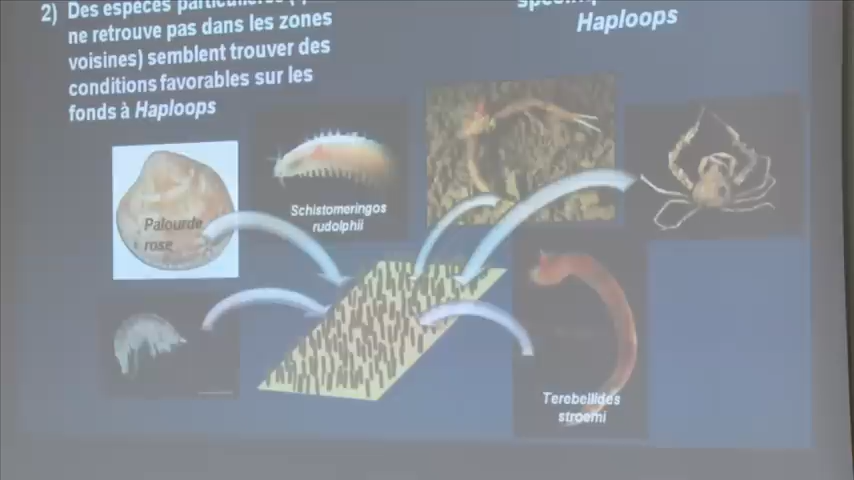 2) Des espèces particulières
ne retrouve pas dans les zones
voisines) semblent trouver des
conditions favorables sur les
fonds à Haploops
Haploops
Palourde
rose
Schistomeringos
rudolphii
Terebellides
stroemi